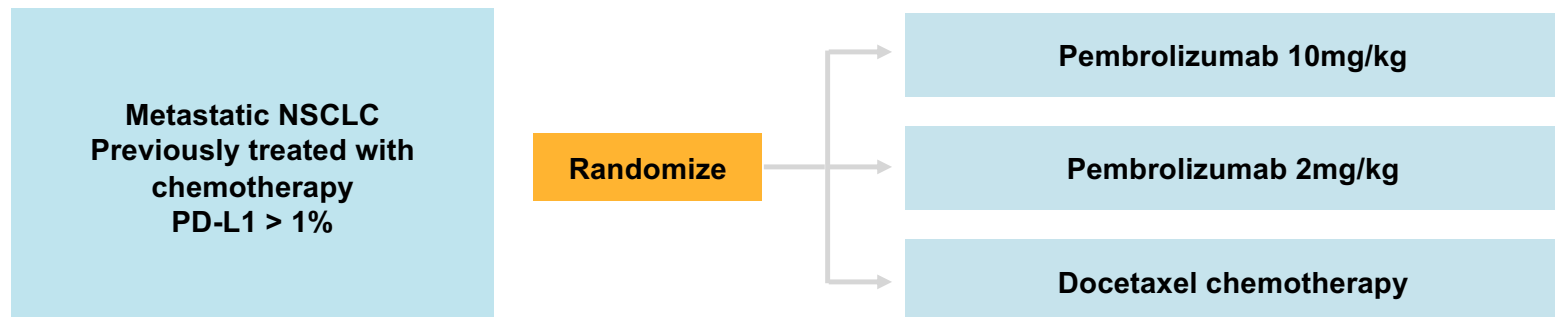 Metastatic NSCLC
Previously treated with
chemotherapy
PD-L1 > 1%
Randomize
Pembrolizumab 10mg/kg
Pembrolizumab 2mg/kg
Docetaxel chemotherapy